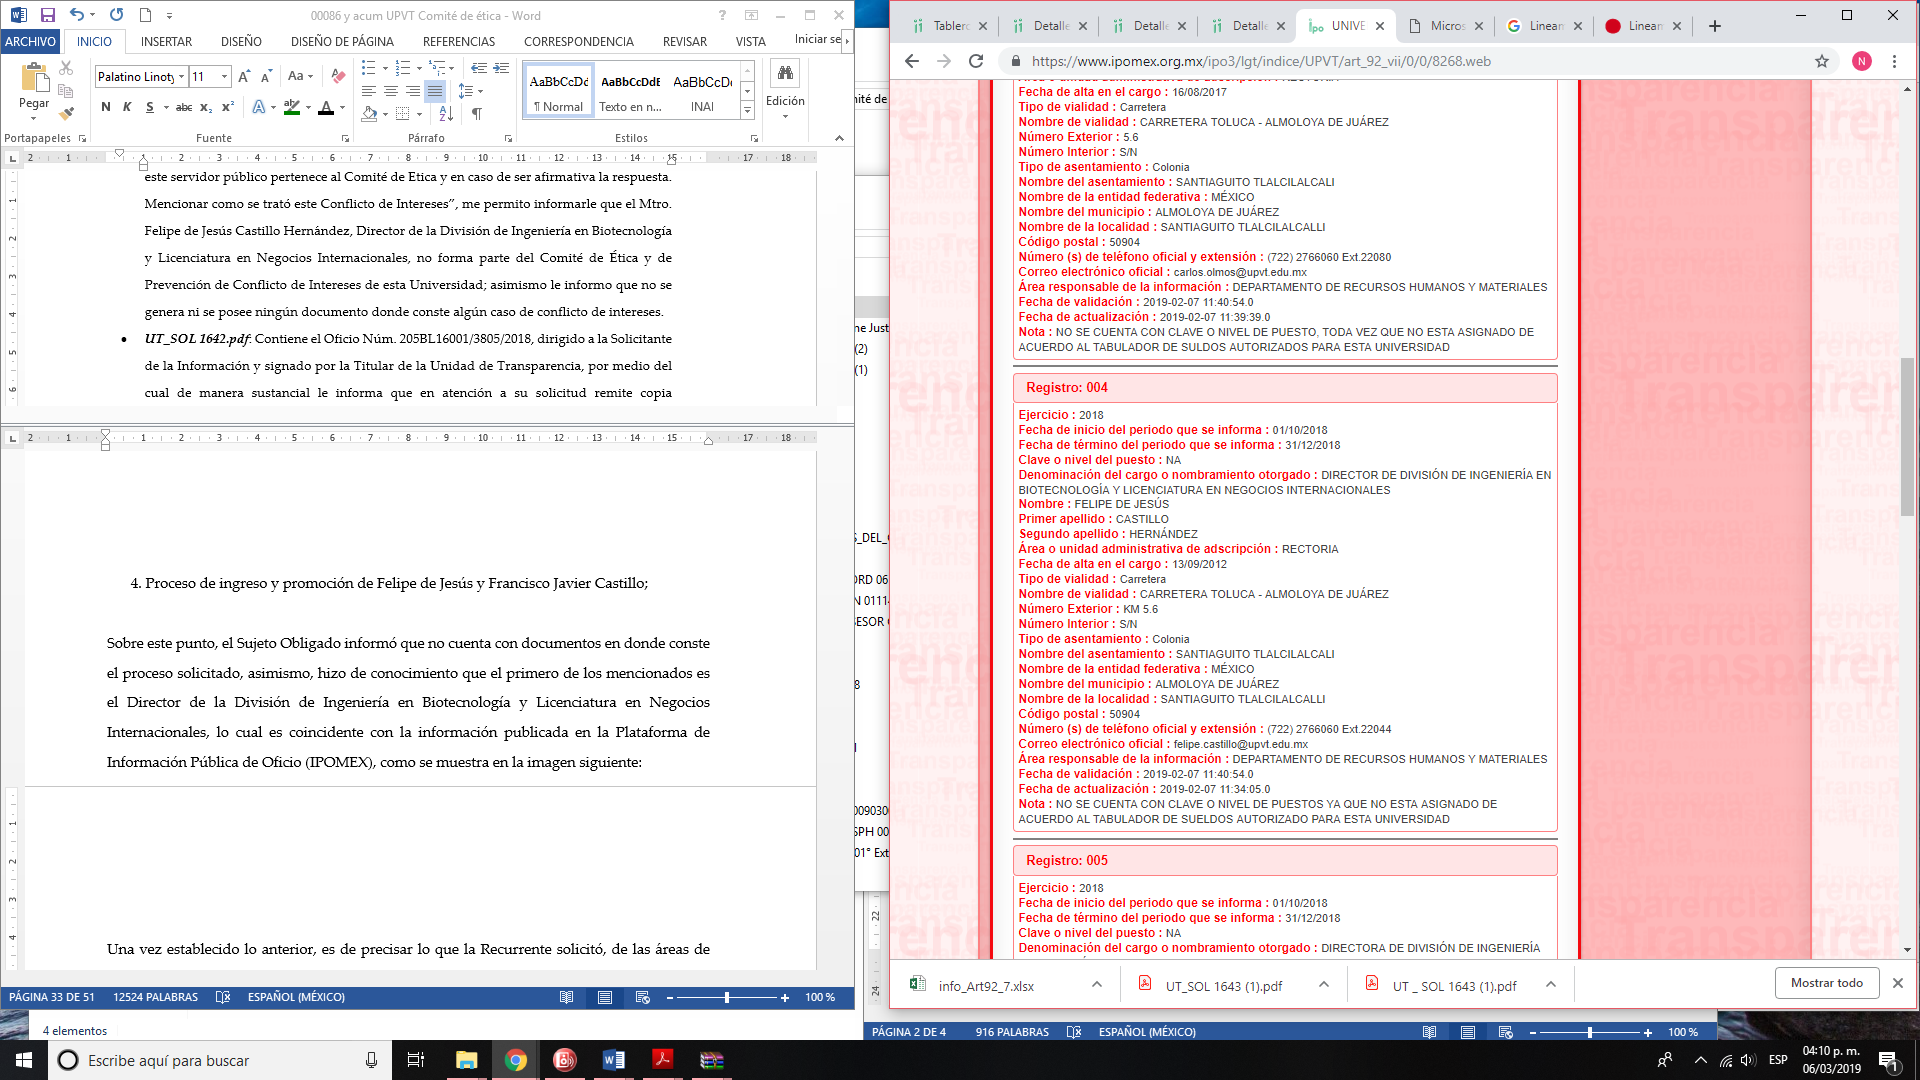 00086 y acum UPVT Comité de ética - Word
ARCHIVO INICIO INSERTAR DISEÑO DISEÑO DE PÁGINA REFERENCIAS CORRESPONDENCIA REVISAR VISTA Iniciar se
Pegar
Palatino Linoty 11
N K S abc x₂ x²
AaBbCcDd AaBbCcDdE AaBbCcDc
¶ Normal Texto en n... INAI
Edición
Portapapeles Fuente Párrafo Estilos
este servidor público pertenece al Comité de Etica y en caso de ser afirmativa la respuesta.
Mencionar como se trató este Conflicto de Intereses”, me permito informarle que el Mtro.
Felipe de Jesús Castillo Hernández, Director de la División de Ingeniería en Biotecnología
y Licenciatura en Negocios Internacionales, no forma parte del Comité de Ética y de
Prevención de Conflicto de Intereses de esta Universidad; asimismo le informo que no se
genera ni se posee ningún documento donde conste algún caso de conflicto de intereses.
• UT_SOL 1642.pdf: Contiene el Oficio Núm. 205BL16001/3805/2018, dirigido a la Solicitante
de la Información y signado por la Titular de la Unidad de Transparencia, por medio del
cual de manera sustancial le informa que en atención a su solicitud remite copia
4. Proceso de ingreso y promoción de Felipe de Jesús y Francisco Javier Castillo;
Sobre este punto, el Sujeto Obligado informó que no cuenta con documentos en donde conste
el proceso solicitado, asimismo, hizo de conocimiento que el primero de los mencionados es
el Director de la División de Ingeniería en Biotecnología y Licenciatura en Negocios
Internacionales, lo cual es coincidente con la información publicada en la Plataforma de
Información Pública de Oficio (IPOMEX), como se muestra en la imagen siguiente:
Una vez establecido lo anterior, es de precisar lo que la Recurrente solicitó, de las áreas de
PÁGINA 33 DE 51 12524 PALABRAS ESPAÑOL (MÉXICO) 100 %
4 elementos
PÁGINA 2 DE 4 916 PALABRAS ESPAÑOL (MÉXICO) 100 %
Tablero Detalle Detalle Detalle UNIVE Micros Lineam Lineam
https://www.ipomex.org.mx/ipo3/lgt/indice/UPVT/art_92_vii/0/0/8268.web
N
Fecha de alta en el cargo : 16/08/2017
Tipo de vialidad : Carretera
Nombre de vialidad : CARRETERA TOLUCA - ALMOLOYA DE JUÁREZ
Número Exterior : 5.6
Número Interior : S/N
Tipo de asentamiento : Colonia
Nombre del asentamiento : SANTIAGUITO TLALCILALCALI
Nombre de la entidad federativa : MÉXICO
Nombre del municipio : ALMOLOYA DE JUÁREZ
Nombre de la localidad : SANTIAGUITO TLALCILALCALLI
Código postal : 50904
Número (s) de teléfono oficial y extensión : (722) 2766060 Ext.22080
Correo electrónico oficial : carlos.olmos@upvt.edu.mx
Área responsable de la información : DEPARTAMENTO DE RECURSOS HUMANOS Y MATERIALES
Fecha de validación : 2019-02-07 11:40:54.0
Fecha de actualización : 2019-02-07 11:39:39.0
Nota : NO SE CUENTA CON CLAVE O NIVEL DE PUESTO, TODA VEZ QUE NO ESTA ASIGNADO DE
ACUERDO AL TABULADOR DE SULDOS AUTORIZADOS PARA ESTA UNIVERSIDAD
Registro: 004
Ejercicio : 2018
Fecha de inicio del periodo que se informa : 01/10/2018
Fecha de término del periodo que se informa : 31/12/2018
Clave o nivel del puesto : NA
Denominación del cargo o nombramiento otorgado : DIRECTOR DE DIVISIÓN DE INGENIERÍA EN
BIOTECNOLOGÍA Y LICENCIATURA EN NEGOCIOS INTERNACIONALES
Nombre : FELIPE DE JESÚS
Primer apellido : CASTILLO
Segundo apellido : HERNÁNDEZ
Área o unidad administrativa de adscripción : RECTORIA
Fecha de alta en el cargo : 13/09/2012
Tipo de vialidad : Carretera
Nombre de vialidad : CARRETERA TOLUCA - ALMOLOYA DE JUÁREZ
Número Exterior : KM 5.6
Número Interior : S/N
Tipo de asentamiento : Colonia
Nombre del asentamiento : SANTIAGUITO TLALCILALCALI
Nombre de la entidad federativa : MÉXICO
Nombre del municipio : ALMOLOYA DE JUÁREZ
Nombre de la localidad : SANTIAGUITO TLALCILALCALLI
Código postal : 50904
Número (s) de teléfono oficial y extensión : (722) 2766060 Ext.22044
Correo electrónico oficial : felipe.castillo@upvt.edu.mx
Área responsable de la información : DEPARTAMENTO DE RECURSOS HUMANOS Y MATERIALES
Fecha de validación : 2019-02-07 11:40:54.0
Fecha de actualización : 2019-02-07 11:34:05.0
Nota : NO SE CUENTA CON CLAVE O NIVEL DE PUESTOS YA QUE NO ESTA ASIGNADO DE
ACUERDO AL TABULADOR DE SUELDOS AUTORIZADO PARA ESTA UNIVERSIDAD
Registro: 005
Ejercicio : 2018
Fecha de inicio del periodo que se informa : 01/10/2018
Fecha de término del periodo que se informa : 31/12/2018
Clave o nivel del puesto : NA
Denominación del cargo o nombramiento otorgado : DIRECTORA DE DIVISIÓN DE INGENIERÍA
info_Art92_7.xlsx UT_SOL 1643 (1).pdf UT _ SOL 1643 (1).pdf Mostrar todo
Escribe aquí para buscar
ESP 04:10 p. m.
06/03/2019